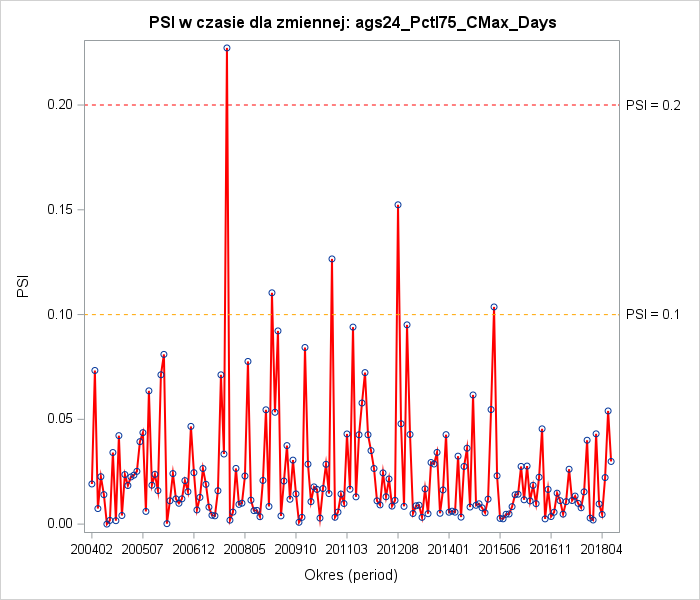 PSI w czasie dla zmiennej: ags24_Pctl75_CMax_Days
0.20
PSI = 0.2
0.15
PSI
0.10
PSI = 0.1
0.05
0.00
200402 200507 200612 200805 200910 201103 201208 201401 201506 201611 201804
Okres (period)